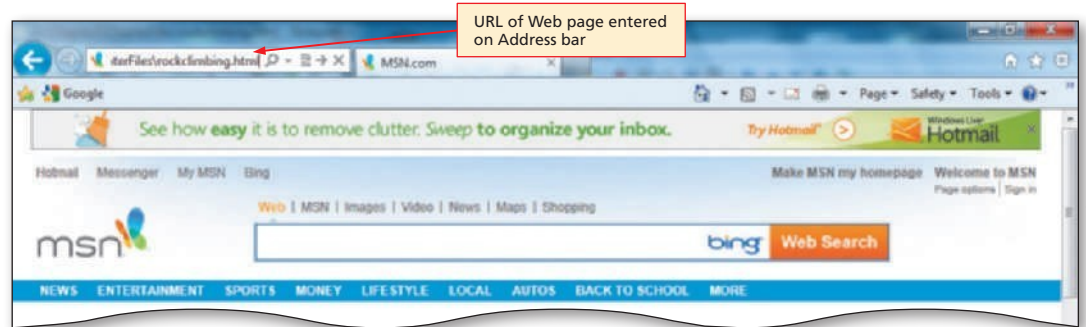 URL of Web page entered
on Address bar
iterFiles\rockclimbing.html
MSN.com
Google
Page Safety Tools
See how easy it is to remove clutter. Sweep to organize your inbox.
Try Hotmail
Windows Live
Hotmail
Hotmail Messenger My MSN Bing
Make MSN my homepage Welcome to MSN
Page options | Sign in
Web | MSN | Images | Video | News | Maps | Shopping
msn
bing Web Search
NEWS ENTERTAINMENT SPORTS MONEY LIFESTYLE LOCAL AUTOS BACK TO SCHOOL MORE